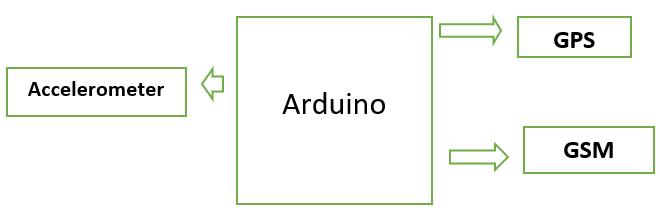 GPS
Accelerometer
Arduino
GSM